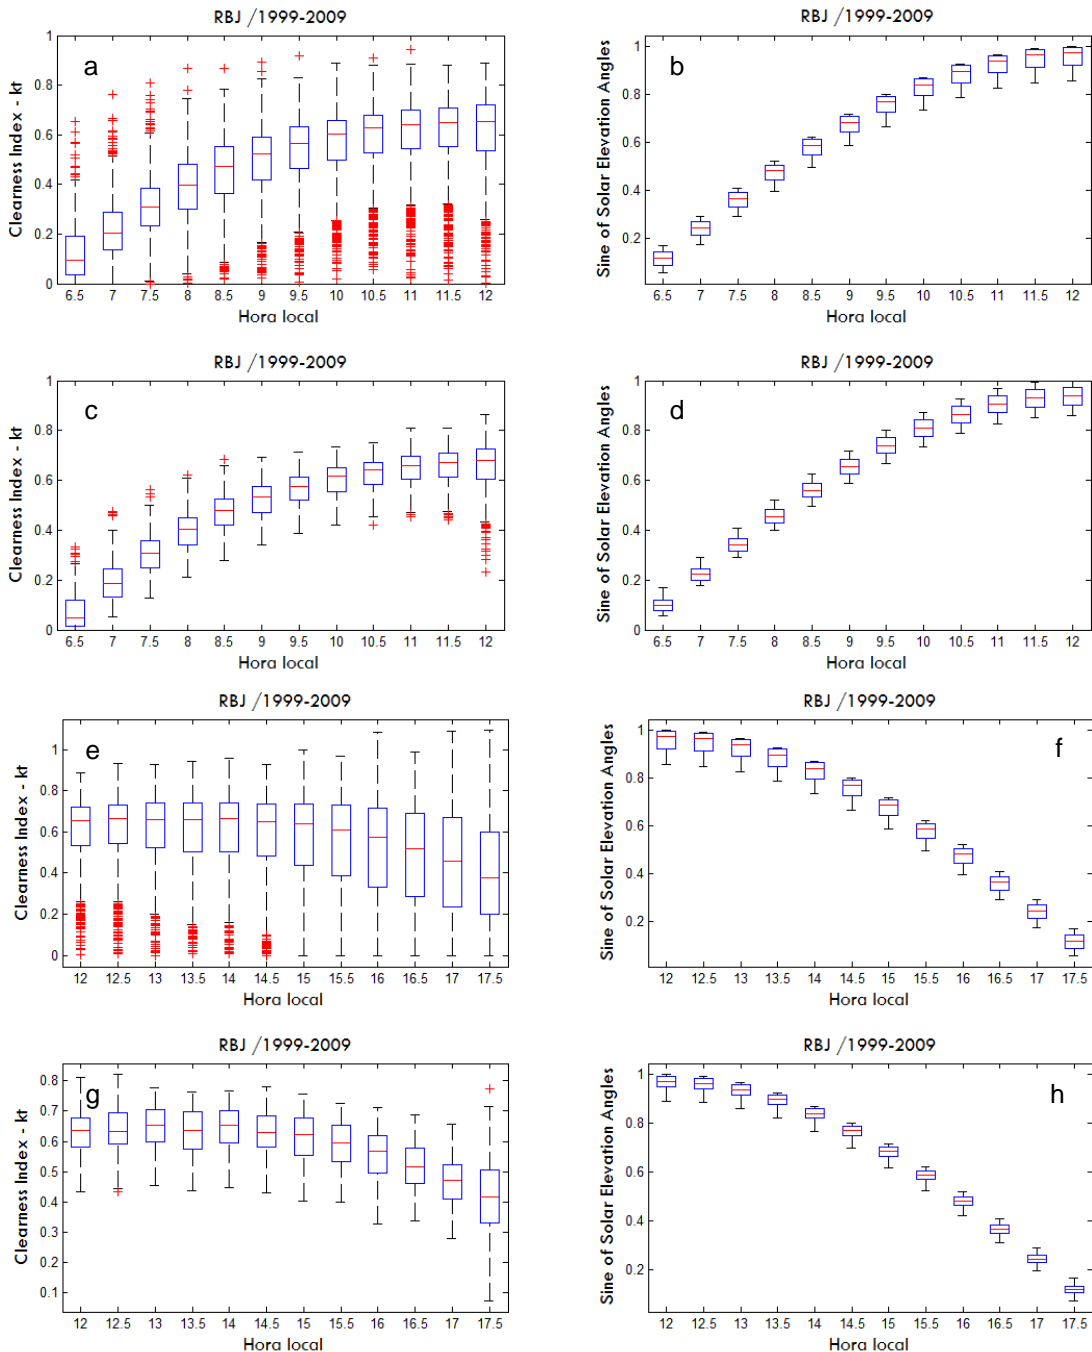 RBJ /1999-2009
a
Clearness Index - kt
1
0.8
0.6
0.4
0.2
0
6.5 7 7.5 8 8.5 9 9.5 10 10.5 11 11.5 12
Hora local
RBJ /1999-2009
b
Sine of Solar Elevation Angles
1
0.8
0.6
0.4
0.2
6.5 7 7.5 8 8.5 9 9.5 10 10.5 11 11.5 12
Hora local
RBJ /1999-2009
c
Clearness Index - kt
1
0.8
0.6
0.4
0.2
0
6.5 7 7.5 8 8.5 9 9.5 10 10.5 11 11.5 12
Hora local
RBJ /1999-2009
d
Sine of Solar Elevation Angles
1
0.8
0.6
0.4
0.2
0
6.5 7 7.5 8 8.5 9 9.5 10 10.5 11 11.5 12
Hora local
RBJ /1999-2009
e
Clearness Index - kt
1
0.8
0.6
0.4
0.2
0
12 12.5 13 13.5 14 14.5 15 15.5 16 16.5 17 17.5
Hora local
RBJ /1999-2009
f
Sine of Solar Elevation Angles
1
0.8
0.6
0.4
0.2
12 12.5 13 13.5 14 14.5 15 15.5 16 16.5 17 17.5
Hora local
RBJ /1999-2009
g
Clearness Index - kt
0.8
0.7
0.6
0.5
0.4
0.3
0.2
0.1
12 12.5 13 13.5 14 14.5 15 15.5 16 16.5 17 17.5
Hora local
RBJ /1999-2009
h
Sine of Solar Elevation Angles
1
0.8
0.6
0.4
0.2
12 12.5 13 13.5 14 14.5 15 15.5 16 16.5 17 17.5
Hora local